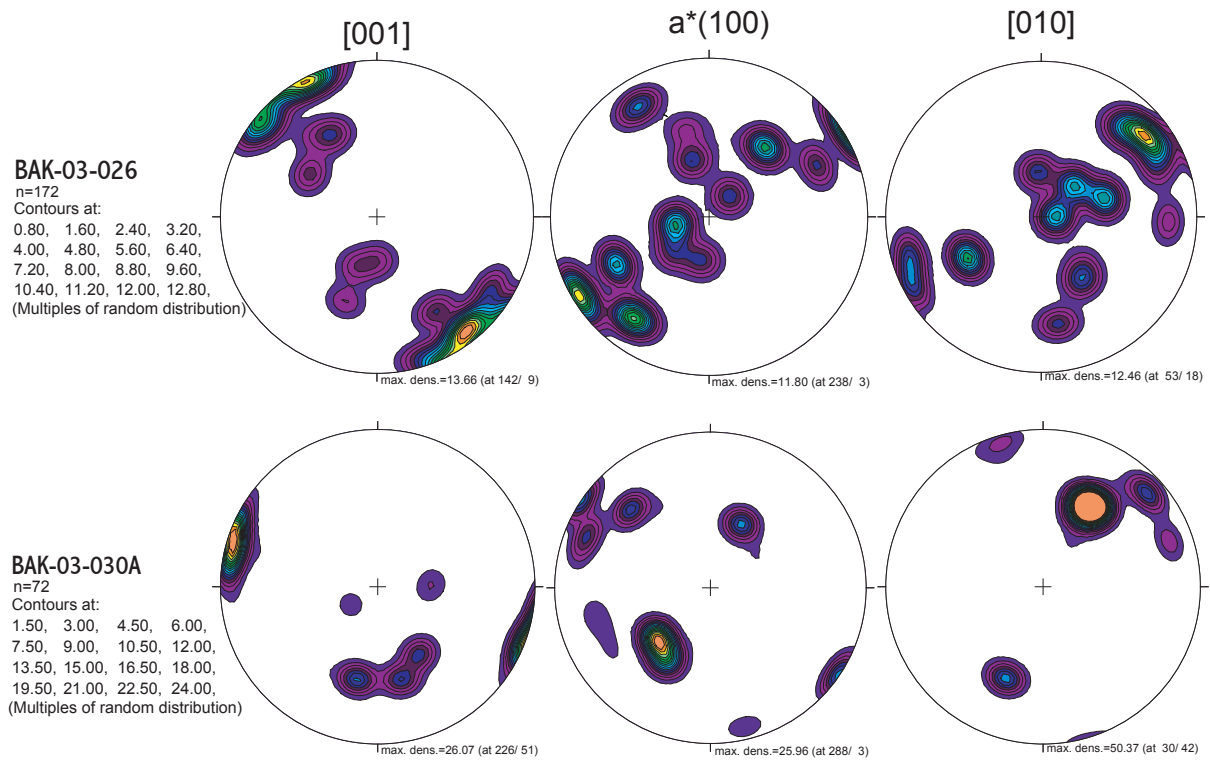 [001] a*(100) [010]
BAK-03-026
n=172
Contours at:
0.80, 1.60, 2.40, 3.20,
4.00, 4.80, 5.60, 6.40,
7.20, 8.00, 8.80, 9.60,
10.40, 11.20, 12.00, 12.80,
(Multiples of random distribution)
max. dens.=13.66 (at 142/ 9)
max. dens.=11.80 (at 238/ 3)
max. dens.=12.46 (at 53/ 18)
BAK-03-030A
n=72
Contours at:
1.50, 3.00, 4.50, 6.00,
7.50, 9.00, 10.50, 12.00,
13.50, 15.00, 16.50, 18.00,
19.50, 21.00, 22.50, 24.00,
(Multiples of random distribution)
max. dens.=26.07 (at 226/ 51)
max. dens.=25.96 (at 288/ 3)
max. dens.=50.37 (at 30/ 42)